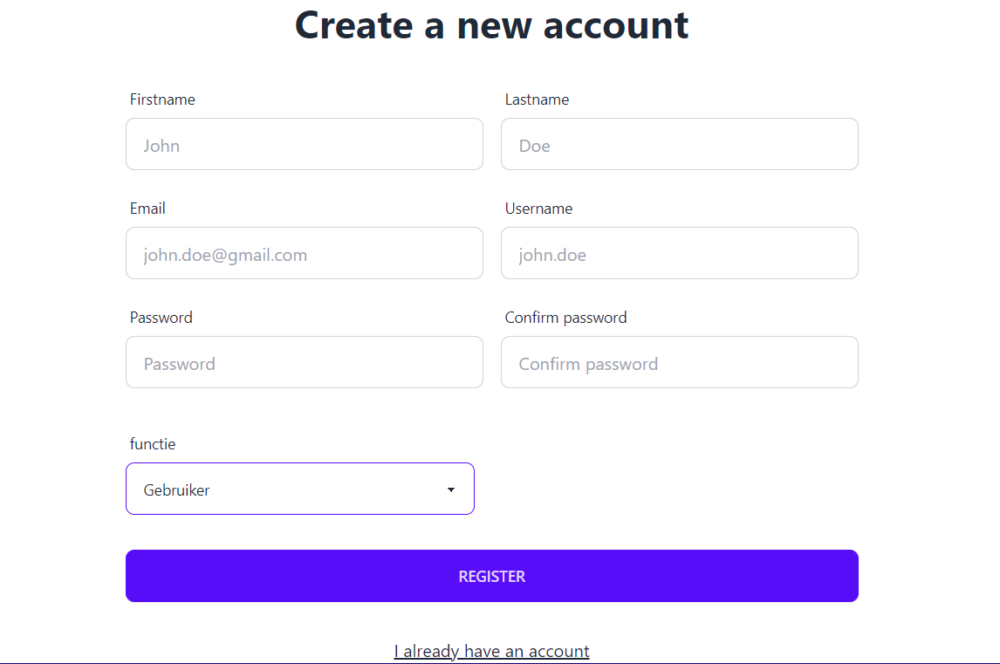 Create a new account
Firstname
Lastname
John
Doe
Email
Username
john.doe@gmail.com
john.doe
Password
Confirm password
Password
Confirm password
functie
Gebruiker
REGISTER
I already have an account